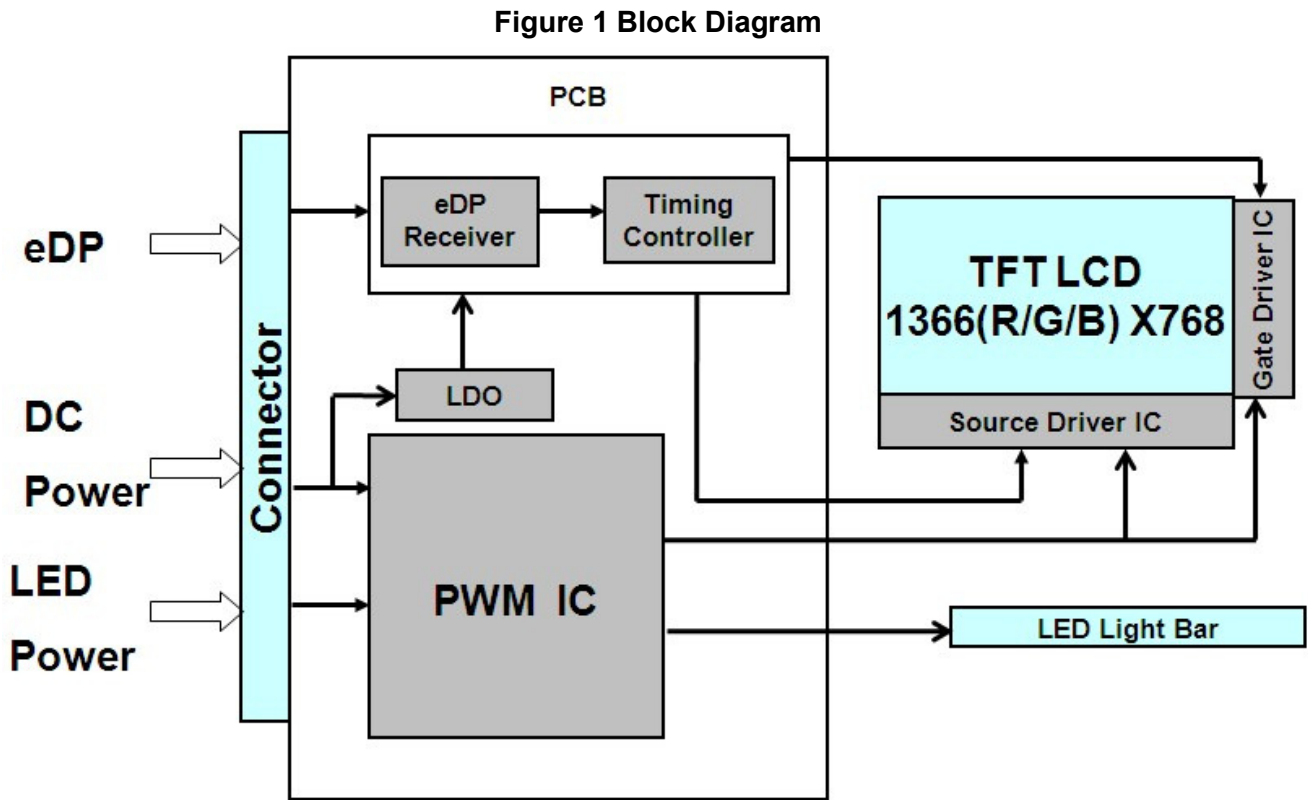 Figure 1 Block Diagram
PCB
eDP
Receiver
Timing
Controller
eDP
TFT LCD
1366(R/G/B) X768
Gate Driver IC
Source Driver IC
Connector
LDO
DC
Power
PWM IC
LED
Power
LED Light Bar